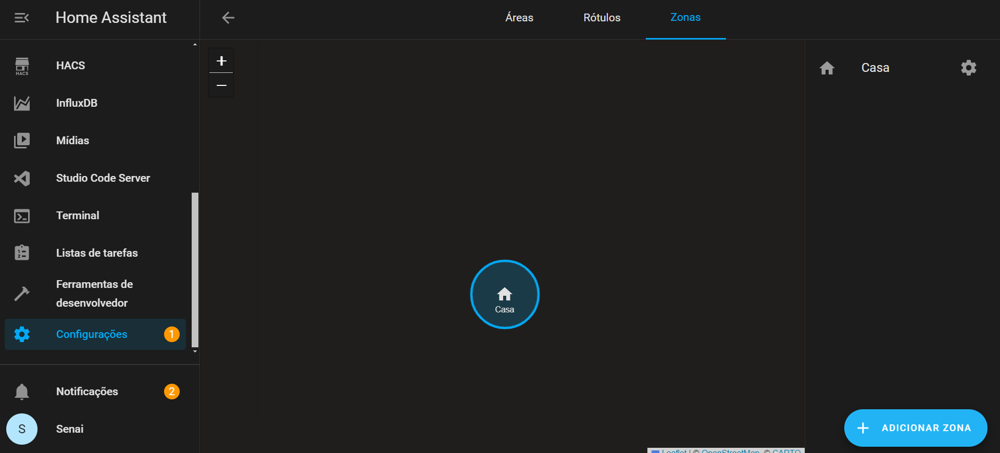 Home Assistant
Áreas
Rótulos
Zonas
HACS
HACS
InfluxDB
Mídias
Studio Code Server
Terminal
Listas de tarefas
Ferramentas de
desenvolvedor
Configurações
1
Notificações
2
S
Senai
+
−
Casa
Casa
+ ADICIONAR ZONA
Leaflet | © OpenStreetMap, © CARTO